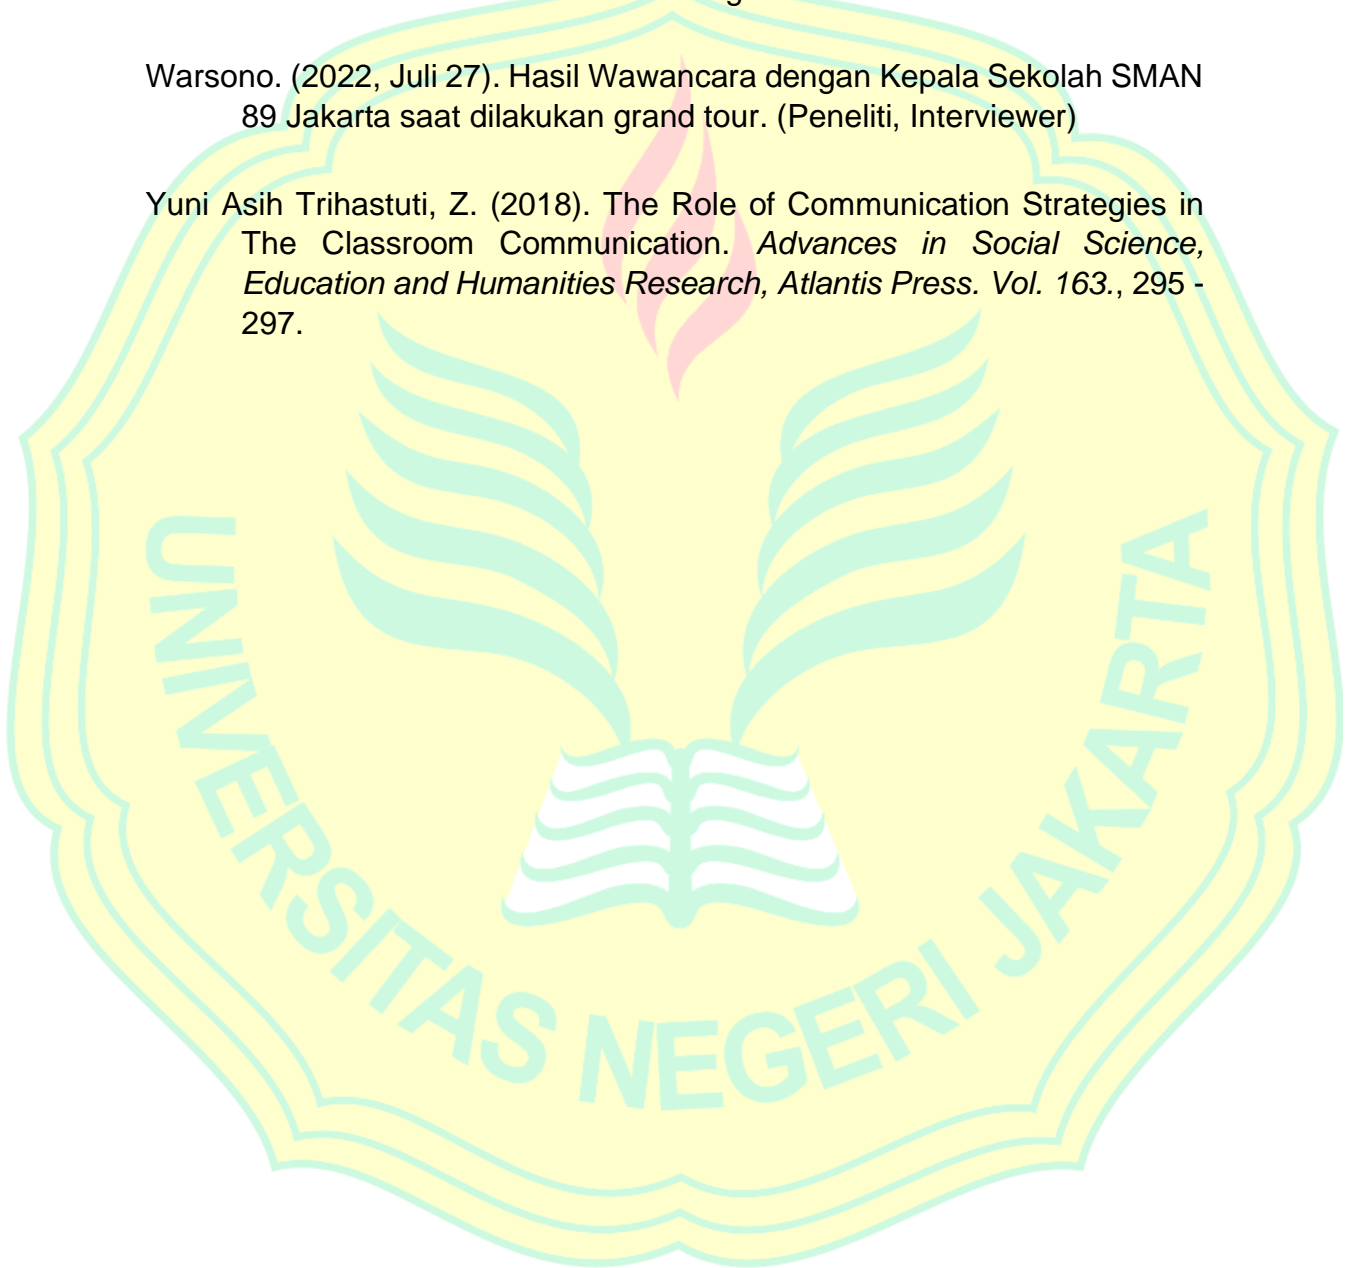 Warsono. (2022, Juli 27). Hasil Wawancara dengan Kepala Sekolah SMAN
89 Jakarta saat dilakukan grand tour. (Peneliti, Interviewer)
Yuni Asih Trihastuti, Z. (2018). The Role of Communication Strategies in
The Classroom Communication. Advances in Social Science,
Education and Humanities Research, Atlantis Press. Vol. 163., 295 -
297.
UNIVERSITAS NEGERI JAKARTA